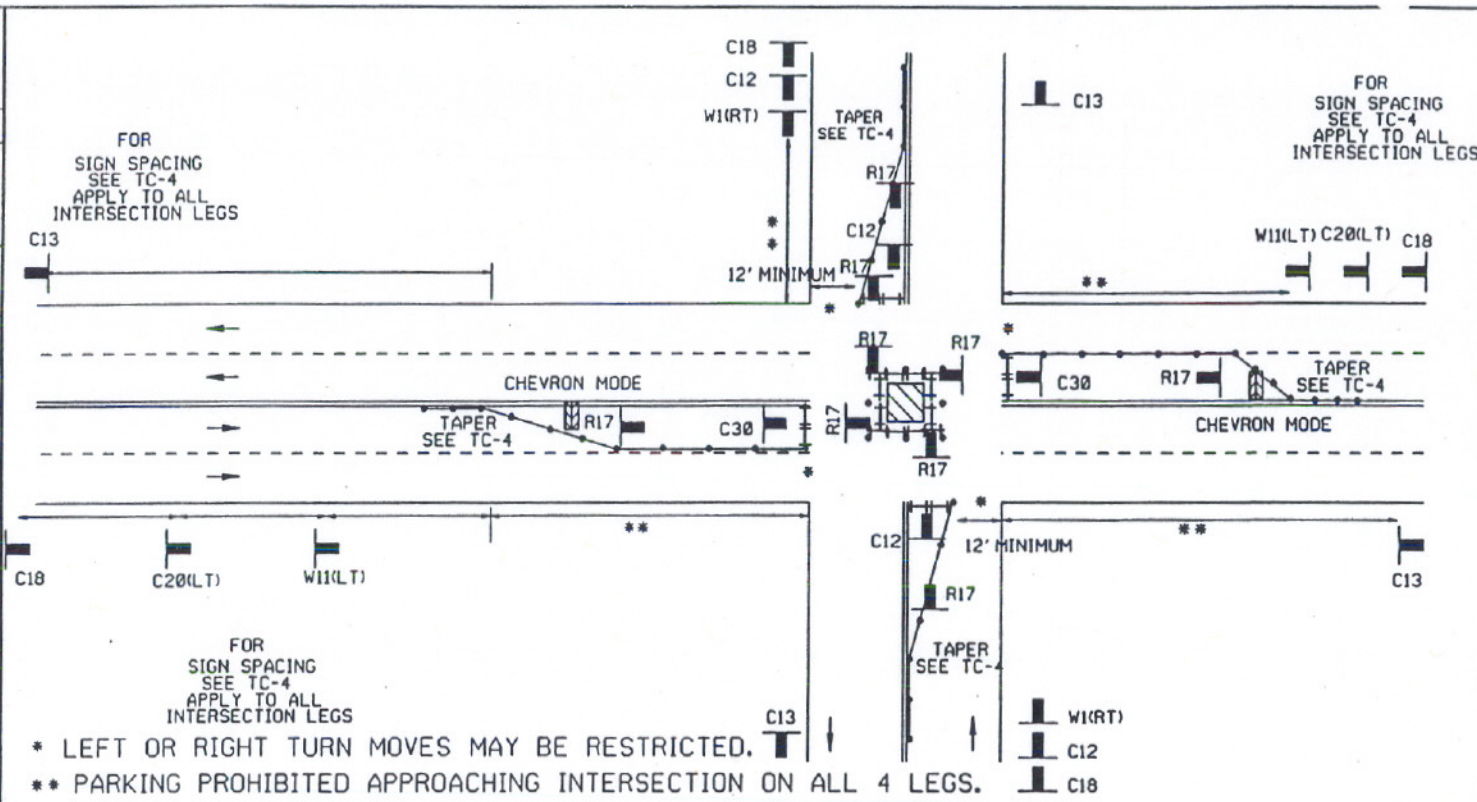 C18
C12
W1(RT)
TAPER
SEE TC-4
C13
FOR
SIGN SPACING
SEE TC-4
APPLY TO ALL
INTERSECTION LEGS
FOR
SIGN SPACING
SEE TC-4
APPLY TO ALL
INTERSECTION LEGS
R17
C13
*
*
C12
W11(LT) C20(LT) C18
12' MINIMUM
R17
**
*
*
R17
R17
CHEVRON MODE
C30
R17
TAPER
SEE TC-4
TAPER
SEE TC-4
R17
C30
R17
CHEVRON MODE
R17
*
*
**
C12
12' MINIMUM
**
C18
C20(LT)
W11(LT)
C13
R17
FOR
SIGN SPACING
SEE TC-4
APPLY TO ALL
INTERSECTION LEGS
TAPER
SEE TC-4
C13
W1(RT)
* LEFT OR RIGHT TURN MOVES MAY BE RESTRICTED.
C12
** PARKING PROHIBITED APPROACHING INTERSECTION ON ALL 4 LEGS.
C18